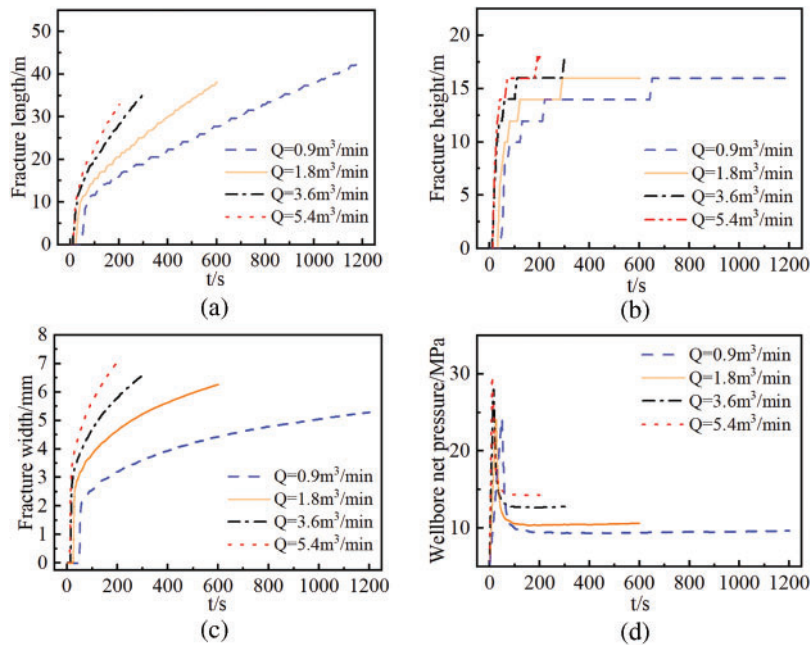 50
40
30
20
10
0
Fracture length/m
Q=0.9m³/min
Q=1.8m³/min
Q=3.6m³/min
Q=5.4m³/min
0 200 400 600 800 1000 1200
t/s
(a)
20
15
10
5
0
Fracture height/m
Q=0.9m³/min
Q=1.8m³/min
Q=3.6m³/min
Q=5.4m³/min
0 200 400 600 800 1000 1200
t/s
(b)
8
7
6
5
4
3
2
1
0
Fracture width/mm
Q=0.9m³/min
Q=1.8m³/min
Q=3.6m³/min
Q=5.4m³/min
0 200 400 600 800 1000 1200
t/s
(c)
30
20
10
Wellbore net pressure/MPa
Q=0.9m³/min
Q=1.8m³/min
Q=3.6m³/min
Q=5.4m³/min
0 200 400 600 800 1000 1200
t/s
(d)